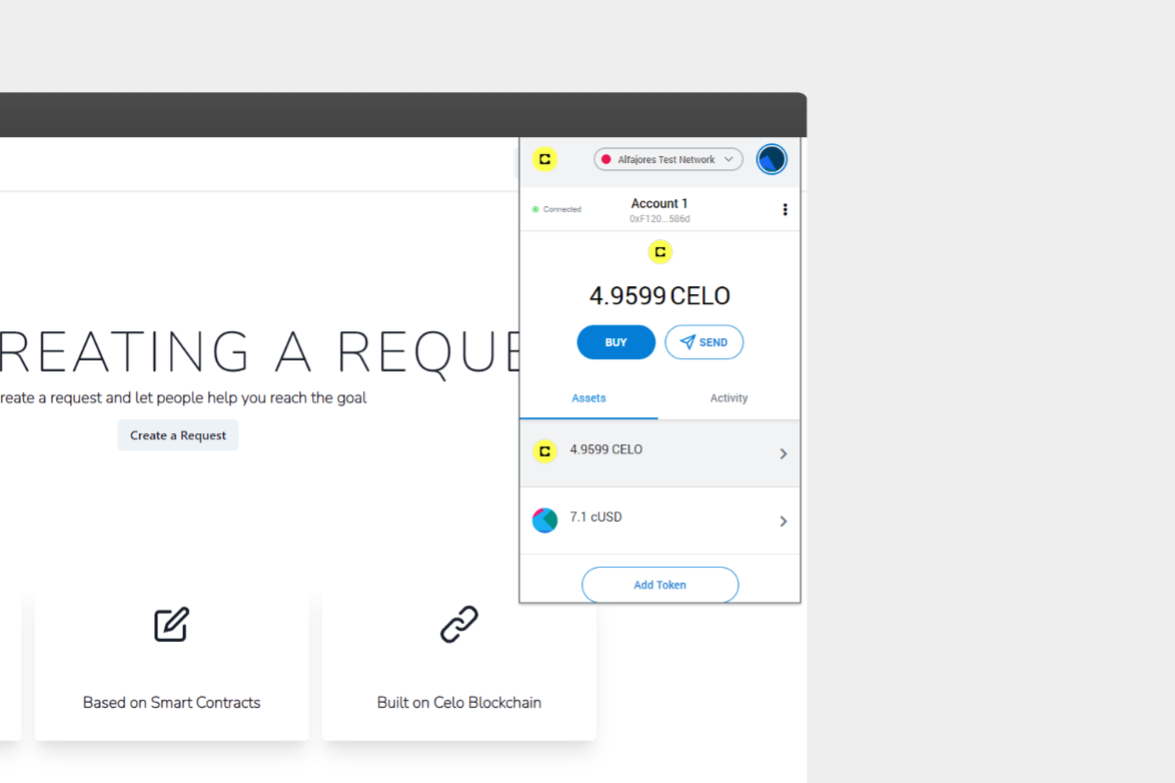 Alfajores Test Network
Connected
Account 1
0xF120...586d
4.9599 CELO
BUY
SEND
Assets
Activity
4.9599 CELO
7.1 cUSD
Add Token
REATING A REQUE
reate a request and let people help you reach the goal
Create a Request
Based on Smart Contracts
Built on Celo Blockchain